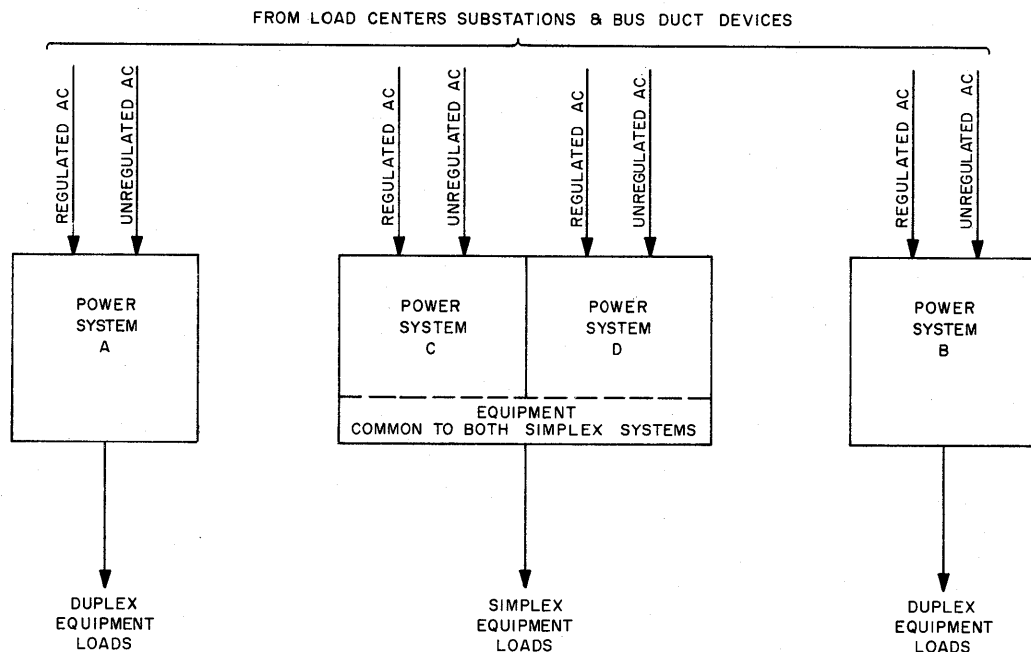 FROM LOAD CENTERS SUBSTATIONS & BUS DUCT DEVICES
REGULATED AC
UNREGULATED AC
REGULATED AC
UNREGULATED AC
REGULATED AC
UNREGULATED AC
REGULATED AC
UNREGULATED AC
POWER
SYSTEM
A
POWER
SYSTEM
C
POWER
SYSTEM
D
POWER
SYSTEM
B
EQUIPMENT
COMMON TO BOTH SIMPLEX SYSTEMS
DUPLEX
EQUIPMENT
LOADS
SIMPLEX
EQUIPMENT
LOADS
DUPLEX
EQUIPMENT
LOADS